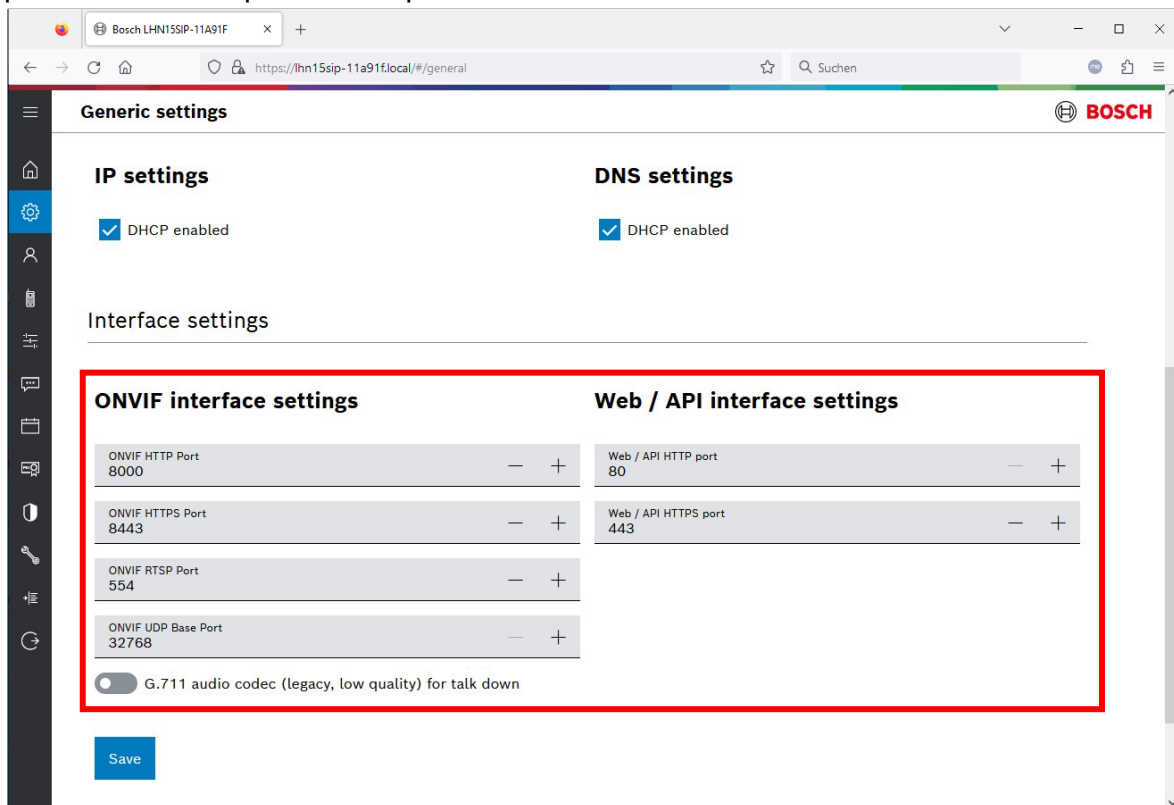 Bosch LHN15SIP-11A91F
https://lhn15sip-11a91f.local/#/general
Suchen
me
Generic settings
BOSCH
IP settings
DNS settings
DHCP enabled
DHCP enabled
Interface settings
ONVIF interface settings
Web / API interface settings
ONVIF HTTP Port
8000
Web / API HTTP port
80
ONVIF HTTPS Port
8443
Web / API HTTPS port
443
ONVIF RTSP Port
554
ONVIF UDP Base Port
32768
G.711 audio codec (legacy, low quality) for talk down
Save